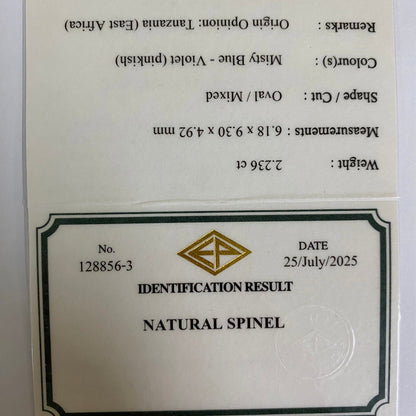 Weight : 2.236 ct
Measurements : 6.18 x 9.30 x 4.92 mm
Shape / Cut : Oval / Mixed
Colour(s) : Misty Blue - Violet (pinkish)
Remarks : Origin Opinion: Tanzania (East Africa)
No.
128856-3
DATE
25/July/2025
IDENTIFICATION RESULT
NATURAL SPINEL